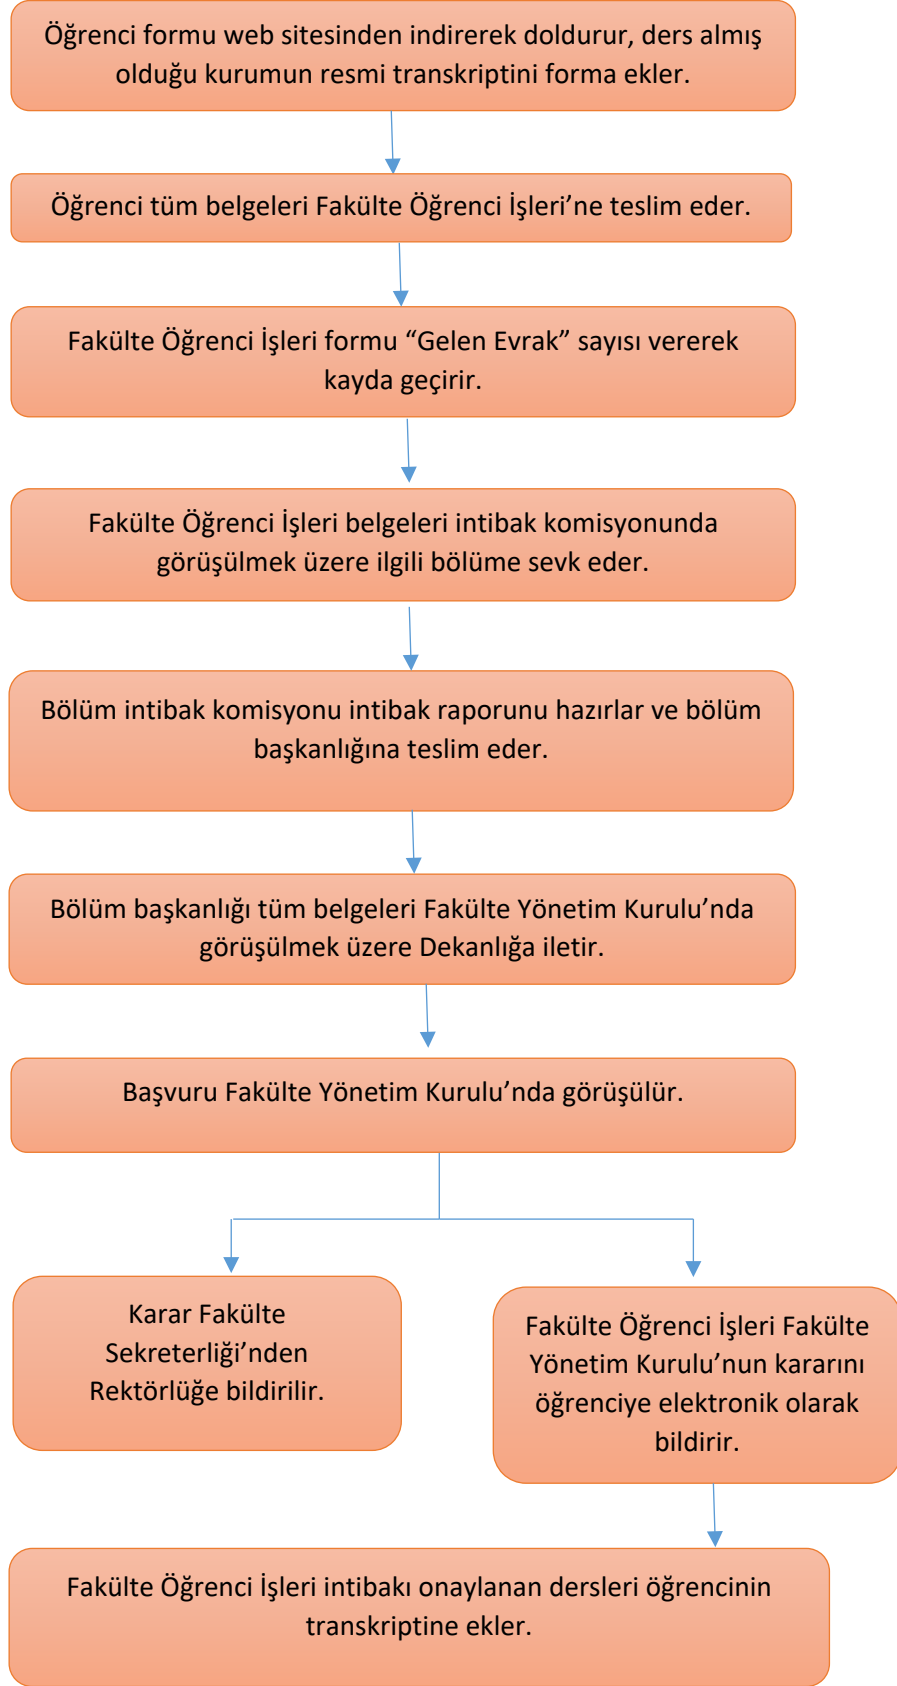 Öğrenci formu web sitesinden indirerek doldurur, ders almış
olduğu kurumun resmi transkriptini forma ekler.
Öğrenci tüm belgeleri Fakülte Öğrenci İşleri’ne teslim eder.
Fakülte Öğrenci İşleri formu “Gelen Evrak” sayısı vererek
kayda geçirir.
Fakülte Öğrenci İşleri belgeleri intibak komisyonunda
görüşülmek üzere ilgili bölüme sevk eder.
Bölüm intibak komisyonu intibak raporunu hazırlar ve bölüm
başkanlığına teslim eder.
Bölüm başkanlığı tüm belgeleri Fakülte Yönetim Kurulu’nda
görüşülmek üzere Dekanlığa iletir.
Başvuru Fakülte Yönetim Kurulu’nda görüşülür.
Karar Fakülte
Sekreterliği’nden
Rektörlüğe bildirilir.
Fakülte Öğrenci İşleri Fakülte
Yönetim Kurulu’nun kararını
öğrenciye elektronik olarak
bildirir.
Fakülte Öğrenci İşleri intibakı onaylanan dersleri öğrencinin
transkriptine ekler.